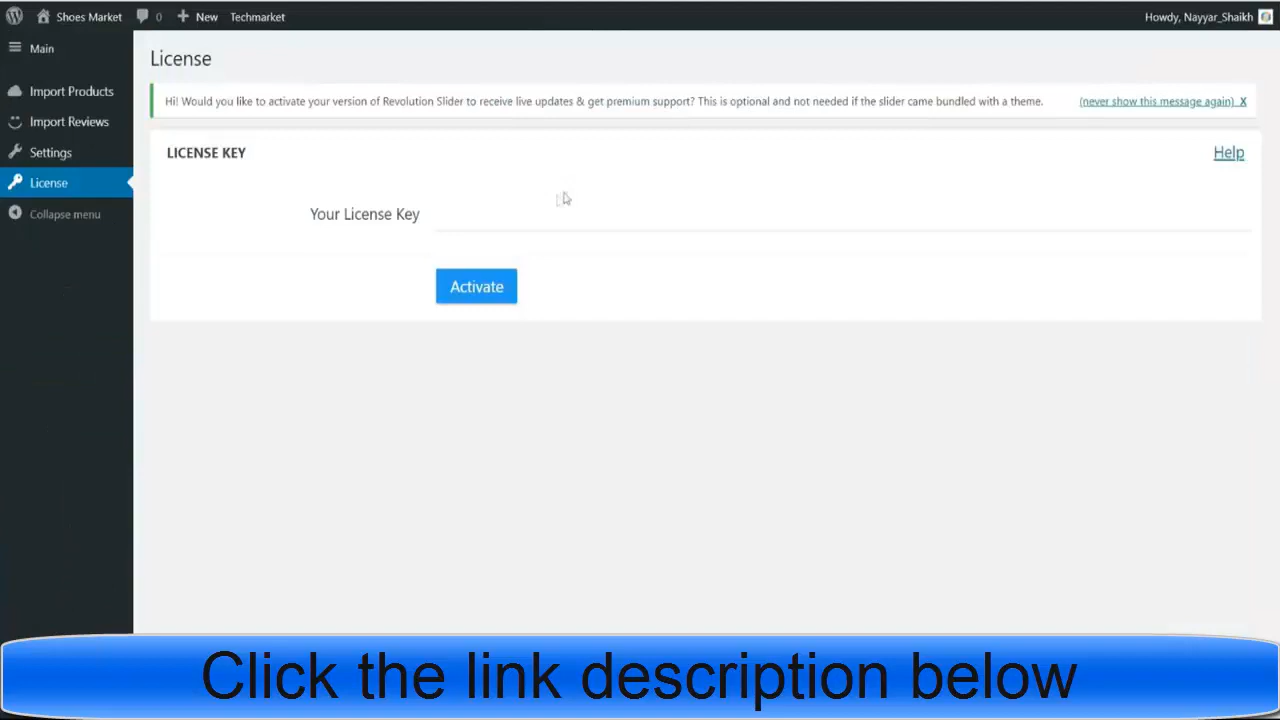 Shoes Market 0 New Techmarket Howdy, Nayyar_Shaikh
Main
License
Import Products
Hi! Would you like to activate your version of Revolution Slider to receive live updates & get premium support? This is optional and not needed if the slider came bundled with a theme. (never show this message again) X
Import Reviews
Settings
LICENSE KEY Help
License
Collapse menu
Your License Key
Activate
Click the link description below